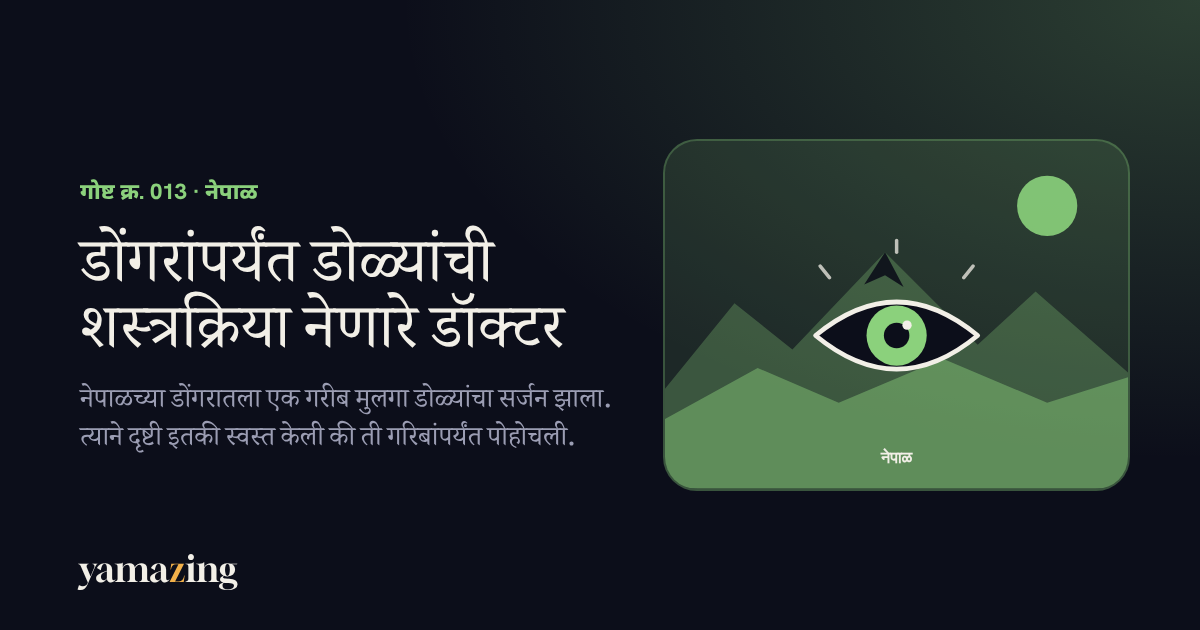 गोष्ट क्र. 013 · नेपाळ
डोंगरांपर्यंत डोळ्यांची
शस्त्रक्रिया नेणारे डॉक्टर
नेपाळच्या डोंगरातला एक गरीब मुलगा डोळ्यांचा सर्जन झाला.
त्याने दृष्टी इतकी स्वस्त केली की ती गरिबांपर्यंत पोहोचली.
नेपाळ
yamazing